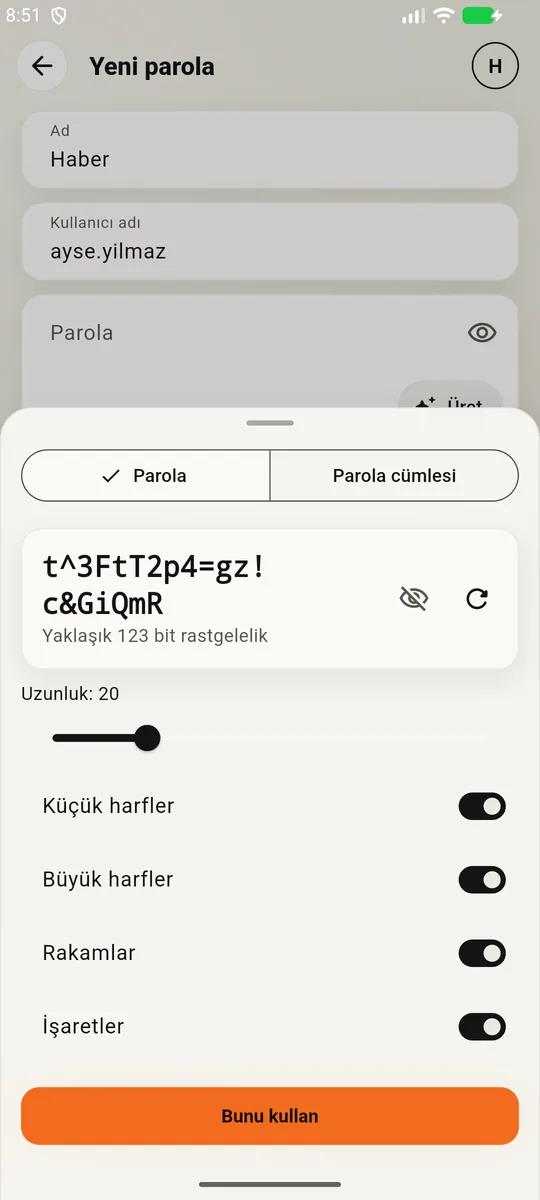 8:51
Yeni parola
H
Ad
Haber
Kullanıcı adı
ayse.yilmaz
Parola
Üret
Parola
Parola cümlesi
t^3FtT2p4=gz!
c&GiQmR
Yaklaşık 123 bit rastgelelik
Uzunluk: 20
Küçük harfler
Büyük harfler
Rakamlar
İşaretler
Bunu kullan